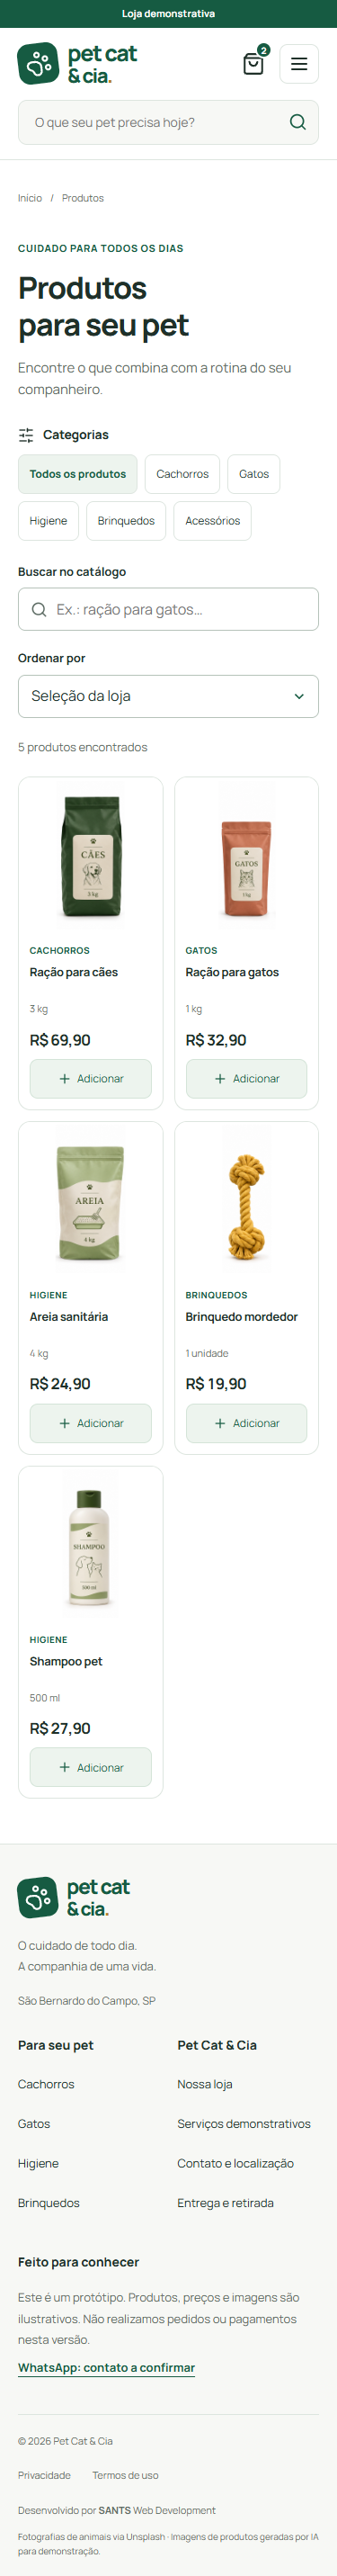 Loja demonstrativa
pet cat
& cia.
2
O que seu pet precisa hoje?
Início / Produtos
CUIDADO PARA TODOS OS DIAS
Produtos
para seu pet
Encontre o que combina com a rotina do seu
companheiro.
Categorias
Todos os produtos
Cachorros
Gatos
Higiene
Brinquedos
Acessórios
Buscar no catálogo
Ex.: ração para gatos...
Ordenar por
Seleção da loja
5 produtos encontrados
CÃES
3 kg
CACHORROS
Ração para cães
3 kg
R$ 69,90
Adicionar
GATOS
1 kg
GATOS
Ração para gatos
1 kg
R$ 32,90
Adicionar
AREIA
4 kg
HIGIENE
Areia sanitária
4 kg
R$ 24,90
Adicionar
BRINQUEDOS
Brinquedo mordedor
1 unidade
R$ 19,90
Adicionar
SHAMPOO
500 ml
HIGIENE
Shampoo pet
500 ml
R$ 27,90
Adicionar
pet cat
& cia.
O cuidado de todo dia.
A companhia de uma vida.
São Bernardo do Campo, SP
Para seu pet
Cachorros
Gatos
Higiene
Brinquedos
Pet Cat & Cia
Nossa loja
Serviços demonstrativos
Contato e localização
Entrega e retirada
Feito para conhecer
Este é um protótipo. Produtos, preços e imagens são
ilustrativos. Não realizamos pedidos ou pagamentos
nesta versão.
WhatsApp: contato a confirmar
© 2026 Pet Cat & Cia
Privacidade
Termos de uso
Desenvolvido por SANTS Web Development
Fotografias de animais via Unsplash · Imagens de produtos geradas por IA
para demonstração.